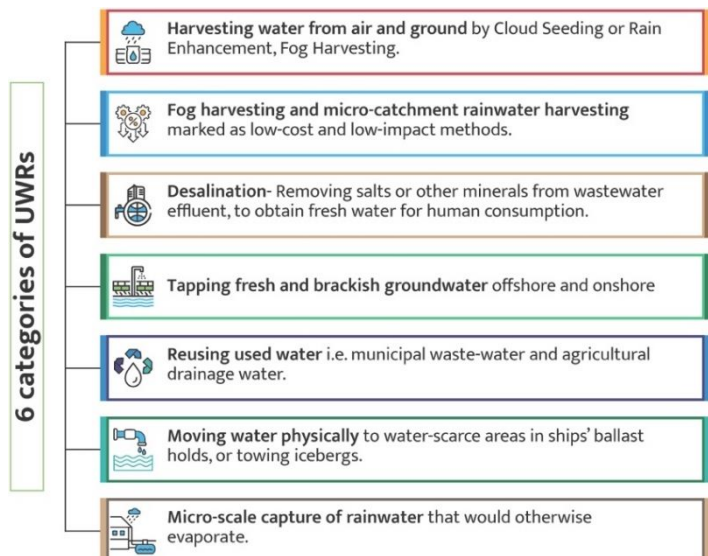 6 categories of UWRs
Harvesting water from air and ground by Cloud Seeding or Rain
Enhancement, Fog Harvesting.
Fog harvesting and micro-catchment rainwater harvesting
marked as low-cost and low-impact methods.
Desalination- Removing salts or other minerals from wastewater
effluent, to obtain fresh water for human consumption.
Tapping fresh and brackish groundwater offshore and onshore
Reusing used water i.e. municipal waste-water and agricultural
drainage water.
Moving water physically to water-scarce areas in ships’ ballast
holds, or towing icebergs.
Micro-scale capture of rainwater that would otherwise
evaporate.